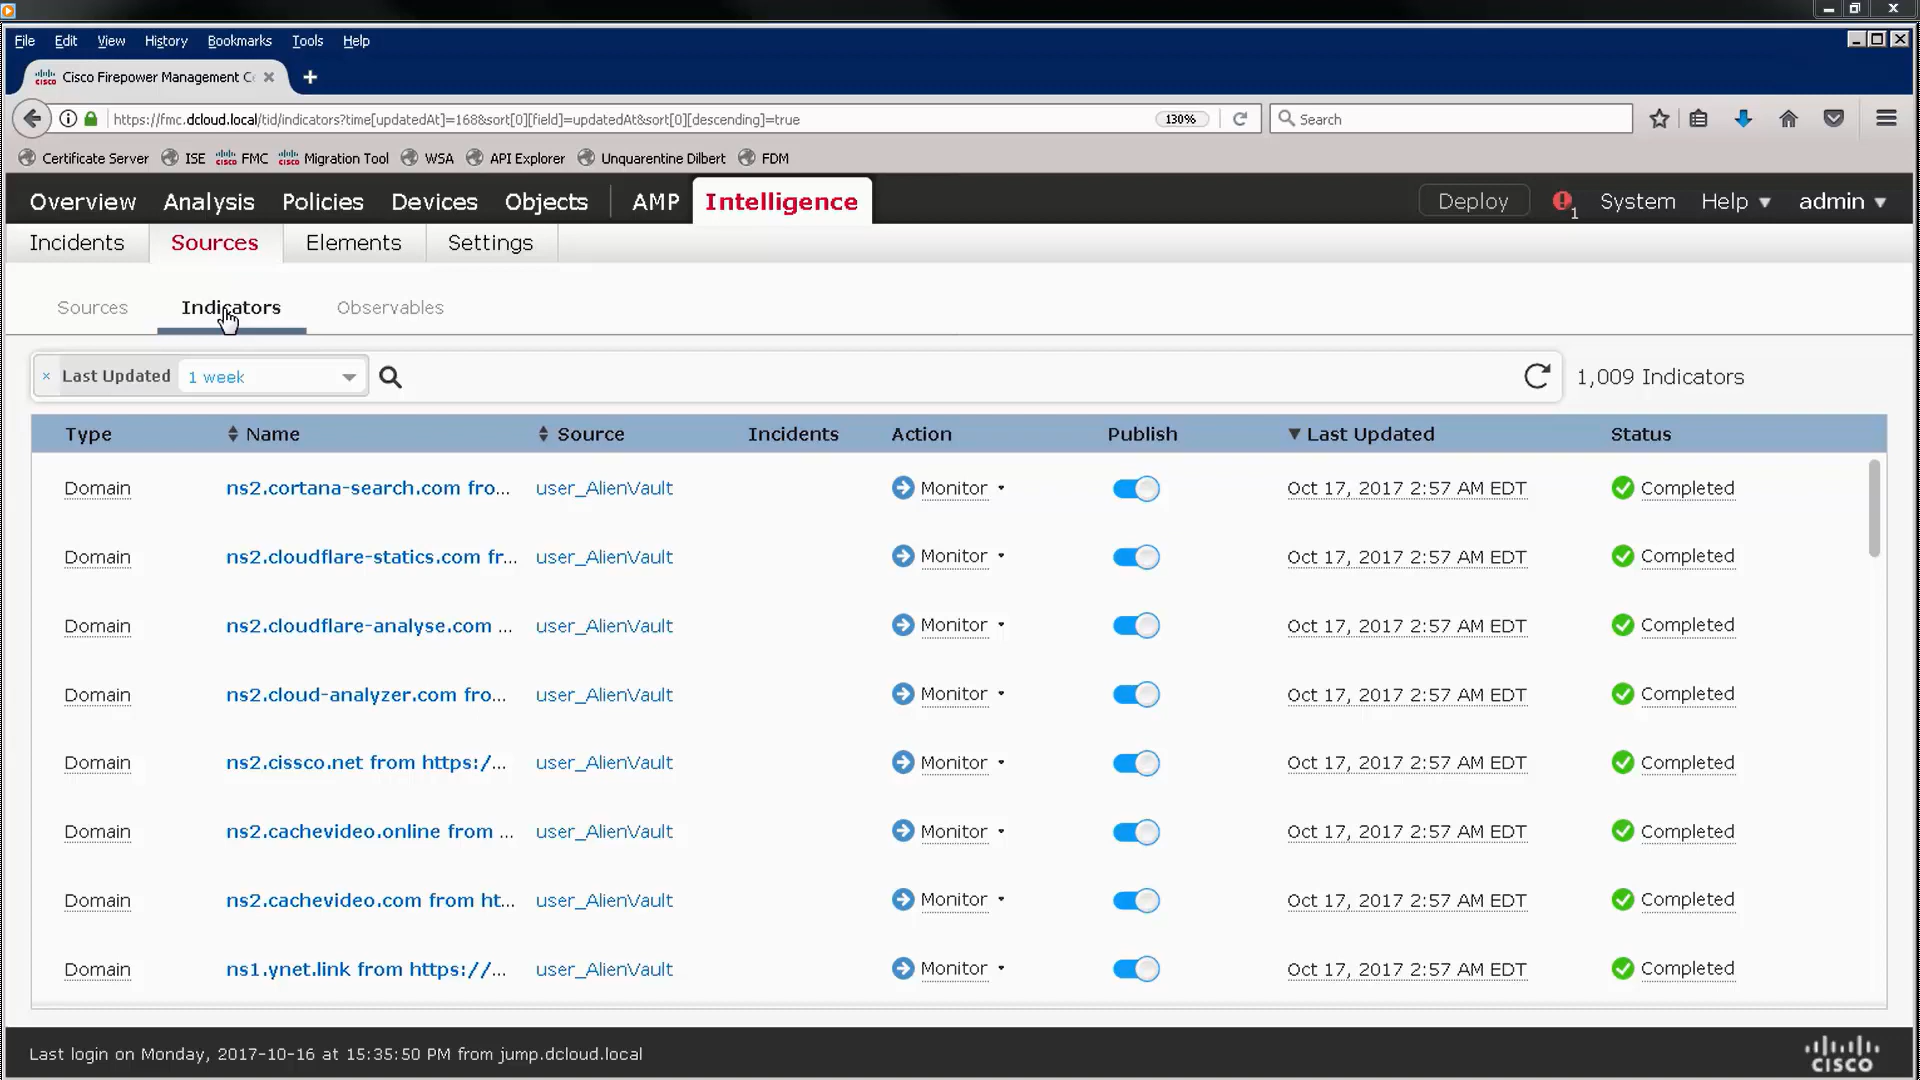 File Edit View History Bookmarks Tools Help
Cisco Firepower Management Ce
https://fmc.dcloud.local/tid/indicators?time[updatedAt]=168&sort[0][field]=updatedAt&sort[0][descending]=true 130% Search
Certificate Server ISE FMC Migration Tool WSA API Explorer Unquarentine Dilbert FDM
Overview Analysis Policies Devices Objects AMP Intelligence Deploy 1 System Help admin
Incidents Sources Elements Settings
Sources Indicators Observables
× Last Updated 1 week 1,009 Indicators
Type Name Source Incidents Action Publish Last Updated Status
Domain ns2.cortana-search.com fro... user_AlienVault Monitor Oct 17, 2017 2:57 AM EDT Completed
Domain ns2.cloudflare-statics.com fr... user_AlienVault Monitor Oct 17, 2017 2:57 AM EDT Completed
Domain ns2.cloudflare-analyse.com ... user_AlienVault Monitor Oct 17, 2017 2:57 AM EDT Completed
Domain ns2.cloud-analyzer.com fro... user_AlienVault Monitor Oct 17, 2017 2:57 AM EDT Completed
Domain ns2.cissco.net from https:/... user_AlienVault Monitor Oct 17, 2017 2:57 AM EDT Completed
Domain ns2.cachevideo.online from ... user_AlienVault Monitor Oct 17, 2017 2:57 AM EDT Completed
Domain ns2.cachevideo.com from ht... user_AlienVault Monitor Oct 17, 2017 2:57 AM EDT Completed
Domain ns1.ynet.link from https://... user_AlienVault Monitor Oct 17, 2017 2:57 AM EDT Completed
Last login on Monday, 2017-10-16 at 15:35:50 PM from jump.dcloud.local
CISCO